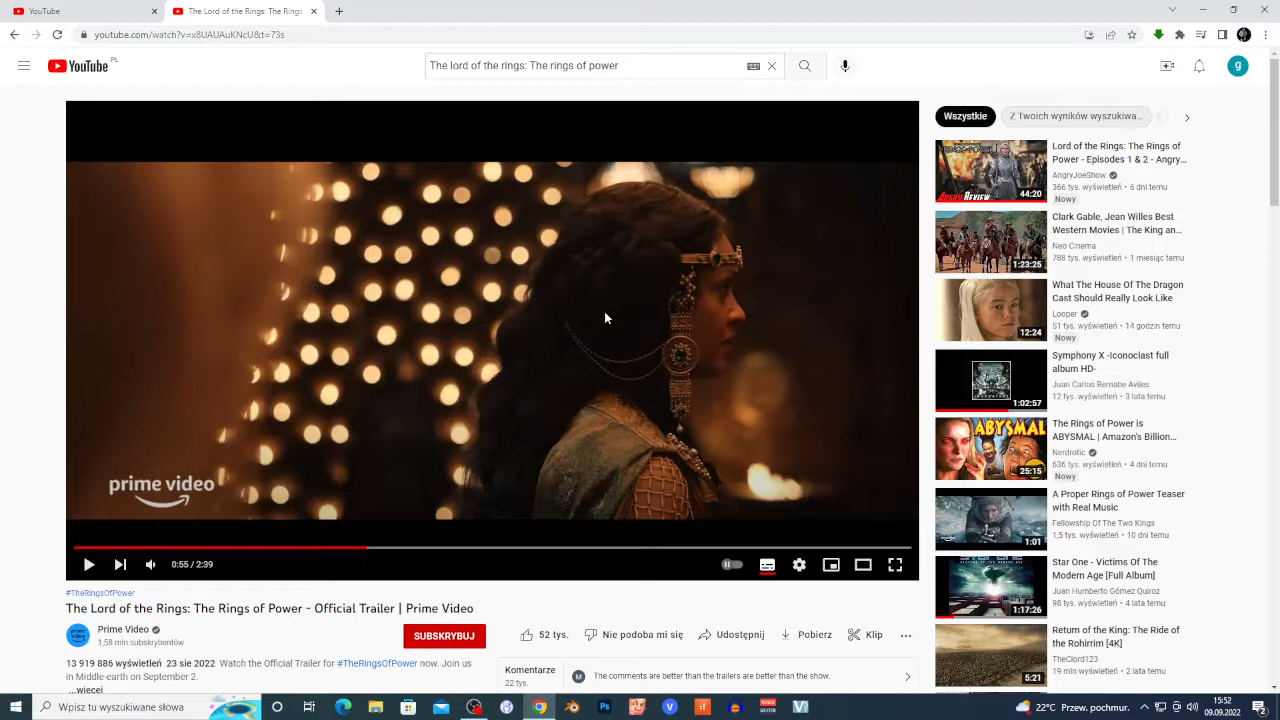 YouTube
The Lord of the Rings: The Rings
youtube.com/watch?v=x8UAUAuKNcU&t=73s
YouTube PL
The lord of the rings: The rings of power
g
Wszystkie
Z Twoich wyników wyszukiwa...
Lord of the Rings: The Rings of
Power - Episodes 1 & 2 - Angry...
AngryJoeShow
366 tys. wyświetleń • 6 dni temu
Nowy
ANGRY REVIEW
44:20
Clark Gable, Jean Willes Best
Western Movies | The King an...
Neo Cinema
788 tys. wyświetleń • 1 miesiąc temu
1:23:25
What The House Of The Dragon
Cast Should Really Look Like
Looper
51 tys. wyświetleń • 14 godzin temu
Nowy
12:24
Symphony X -Iconoclast full
album HD-
Juan Carlos Bernabe Aviles
12 tys. wyświetleń • 3 lata temu
1:02:57
The Rings of Power is
ABYSMAL | Amazon's Billion...
Nerdrotic
636 tys. wyświetleń • 4 dni temu
Nowy
ABYSMAL
25:15
A Proper Rings of Power Teaser
with Real Music
Fellowship Of The Two Kings
1,5 tys. wyświetleń • 10 dni temu
1:01
Star One - Victims Of The
Modern Age [Full Album]
Juan Humberto Gómez Quiroz
98 tys. wyświetleń • 4 lata temu
1:17:26
Return of the King: The Ride of
the Rohirrim [4K]
TheClord123
19 mln wyświetleń • 2 lata temu
5:21
prime video
0:55 / 2:39
#TheRingsOfPower
The Lord of the Rings: The Rings of Power - Official Trailer | Prime Video
Prime Video
1,58 mln subskrybentów
SUBSKRYBUJ
52 tys.
Nie podoba mi się
Udostępnij
Pobierz
Klip
13 919 886 wyświetleń 23 sie 2022 Watch the Official Trailer for #TheRingsOfPower now. Join us
in Middle-earth on September 2.
...więcej
Komentarze
22 tys.
M
The comments are better than the trailers are better than the show.
Wpisz tu wyszukiwane słowa
Ps
22°C
15:52
09.09.2022